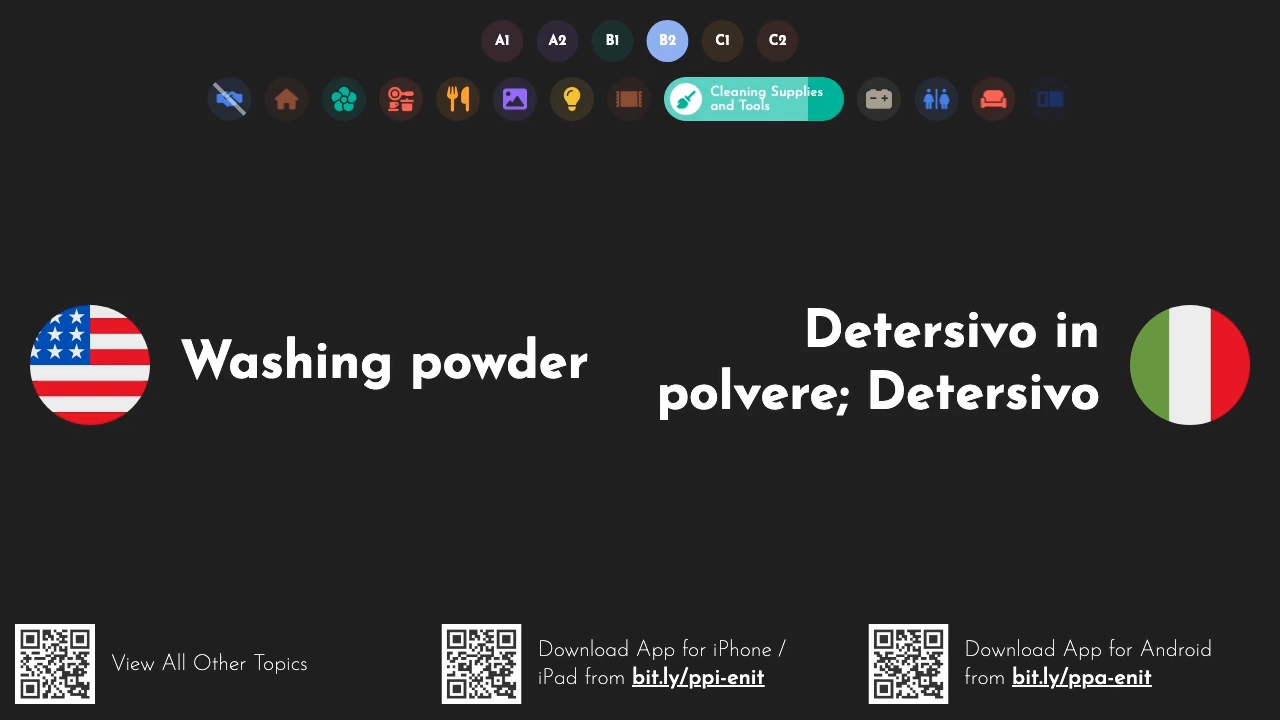 A1 A2 B1 B2 C1 C2
Cleaning Supplies
and Tools
Washing powder
Detersivo in
polvere; Detersivo
View All Other Topics
Download App for iPhone /
iPad from bit.ly/ppi-enit
Download App for Android
from bit.ly/ppa-enit